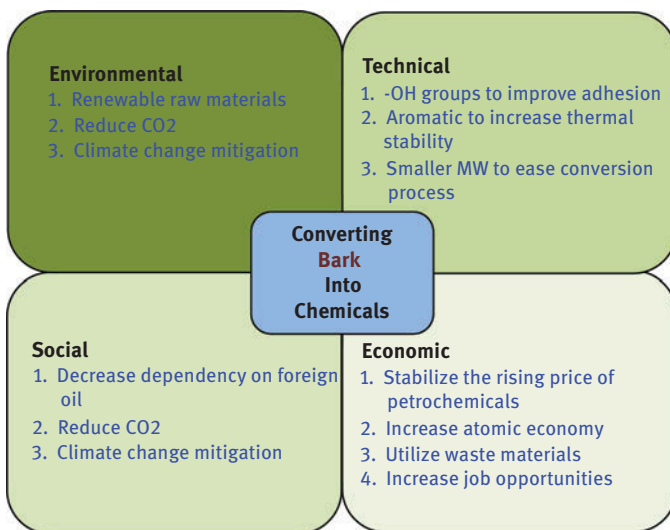 Environmental
1. Renewable raw materials
2. Reduce CO2
3. Climate change mitigation
Technical
1. -OH groups to improve adhesion
2. Aromatic to increase thermal
stability
3. Smaller MW to ease conversion
process
Converting
Bark
Into
Chemicals
Social
1. Decrease dependency on foreign
oil
2. Reduce CO2
3. Climate change mitigation
Economic
1. Stabilize the rising price of
petrochemicals
2. Increase atomic economy
3. Utilize waste materials
4. Increase job opportunities